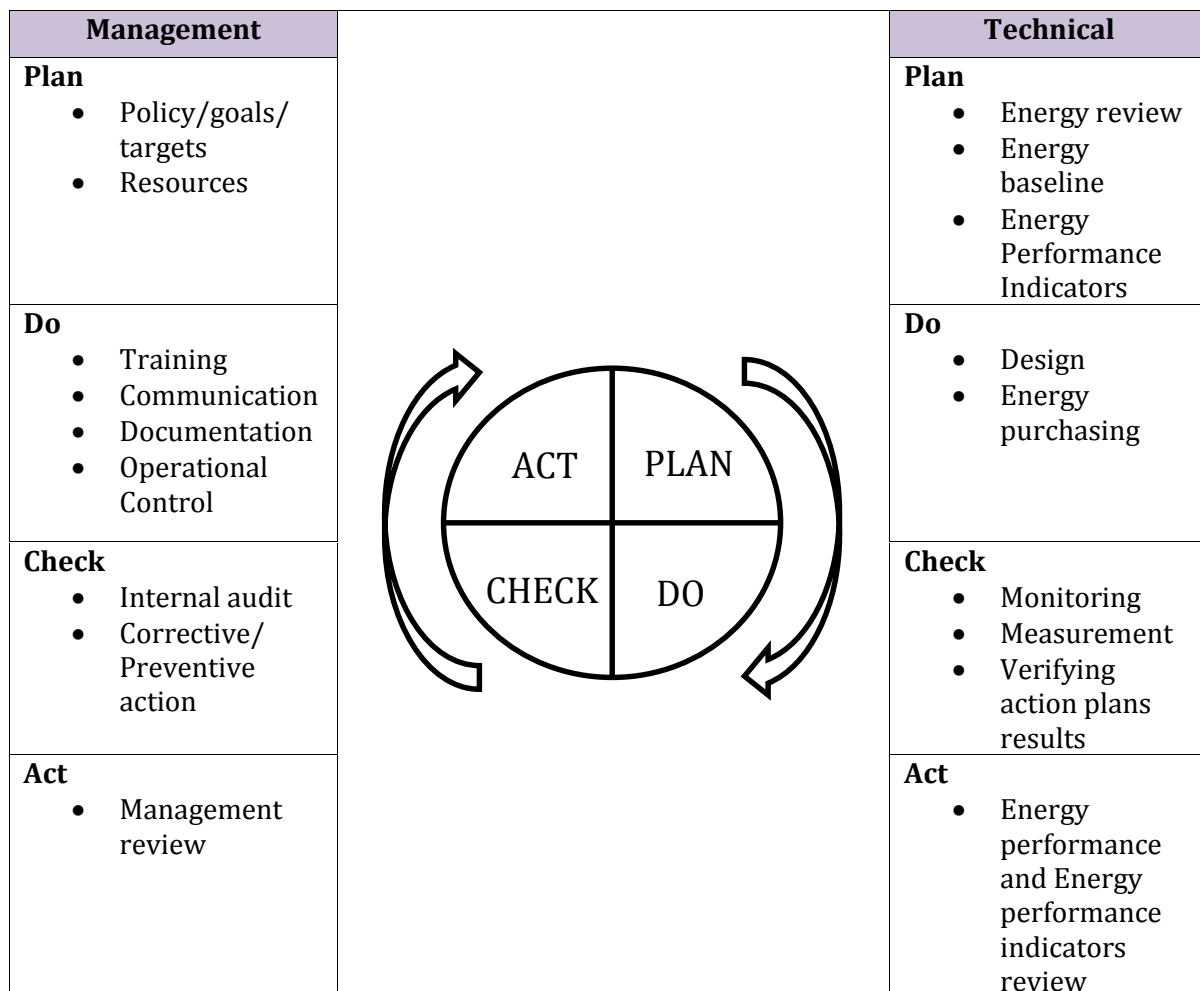 Management
Plan
• Policy/goals/
targets
• Resources
Do
• Training
• Communication
• Documentation
• Operational
Control
Check
• Internal audit
• Corrective/
Preventive
action
Act
• Management
review
ACT
PLAN
CHECK
DO
Technical
Plan
• Energy review
• Energy
baseline
• Energy
Performance
Indicators
Do
• Design
• Energy
purchasing
Check
• Monitoring
• Measurement
• Verifying
action plans
results
Act
• Energy
performance
and Energy
performance
indicators
review